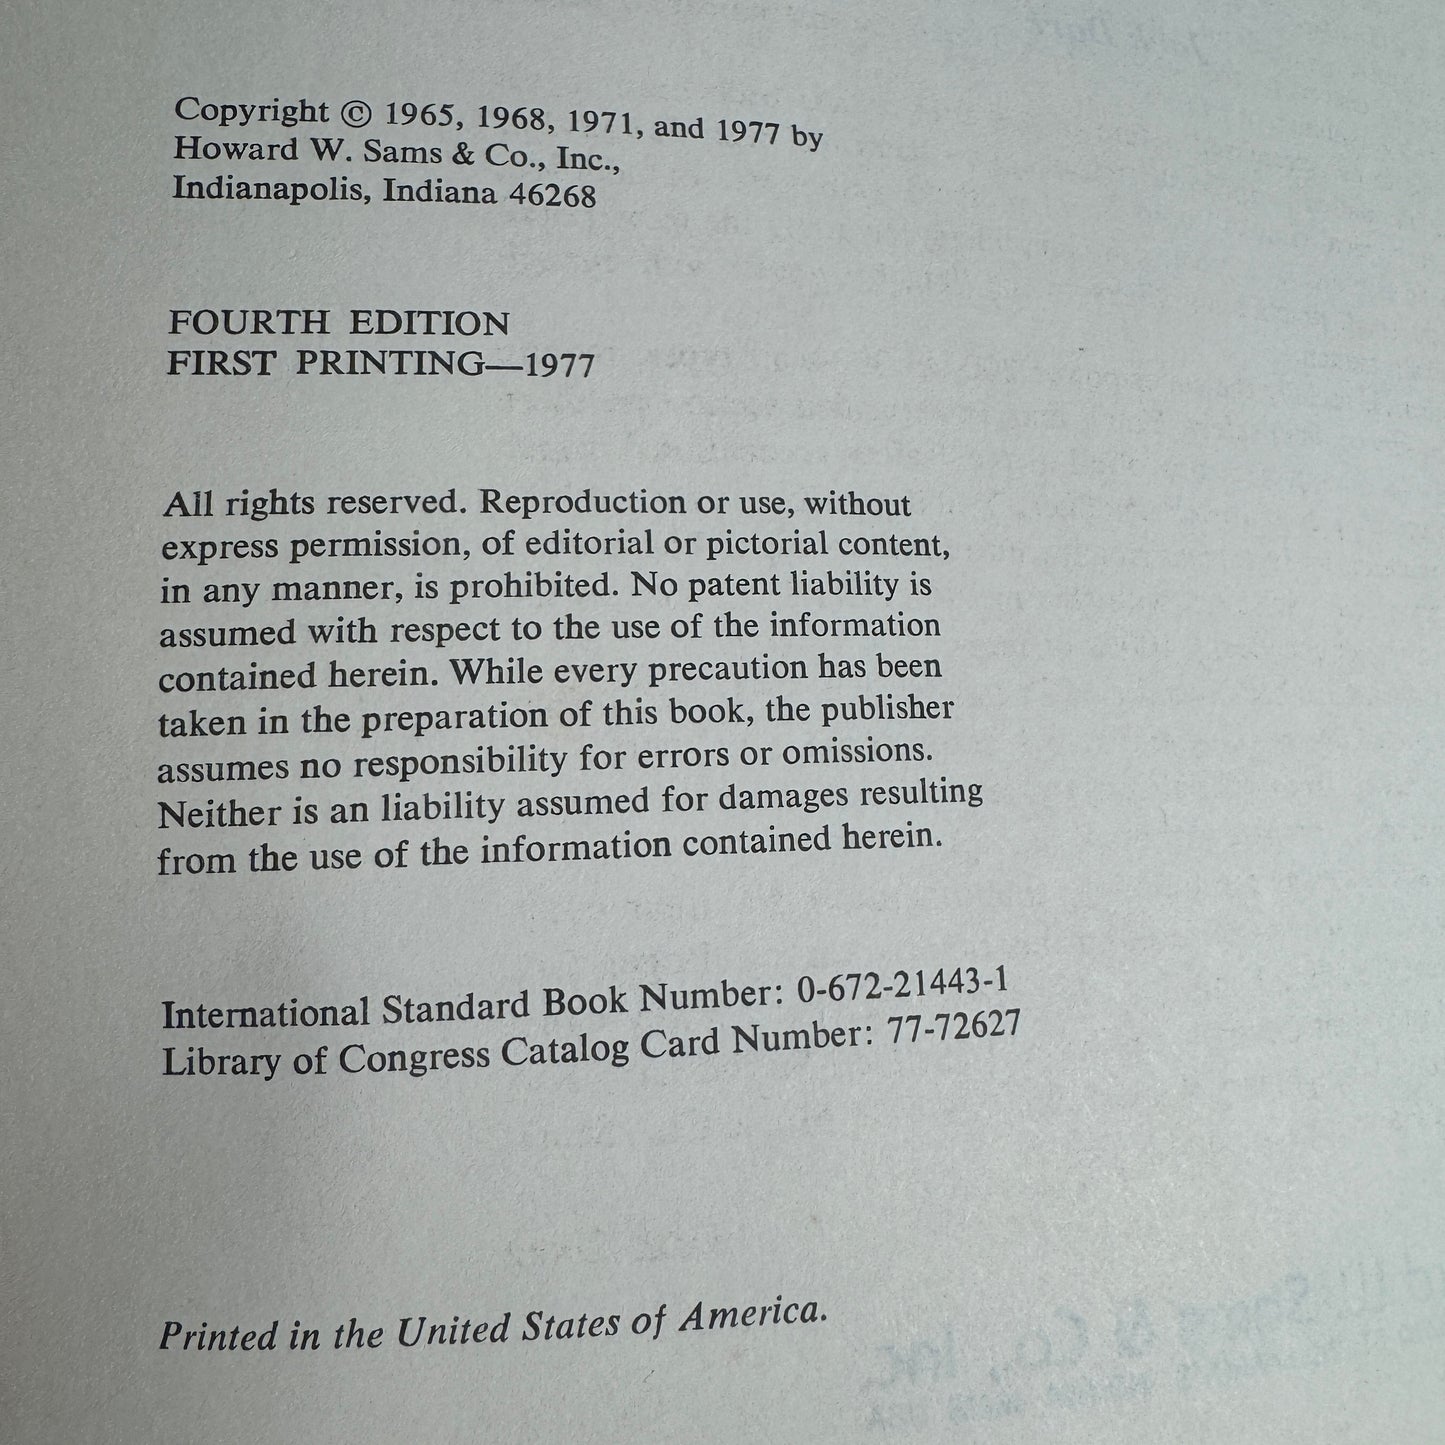 Copyright © 1965, 1968, 1971, and 1977 by
Howard W. Sams & Co., Inc.,
Indianapolis, Indiana 46268
FOURTH EDITION
FIRST PRINTING—1977
All rights reserved. Reproduction or use, without
express permission, of editorial or pictorial content,
in any manner, is prohibited. No patent liability is
assumed with respect to the use of the information
contained herein. While every precaution has been
taken in the preparation of this book, the publisher
assumes no responsibility for errors or omissions.
Neither is an liability assumed for damages resulting
from the use of the information contained herein.
International Standard Book Number: 0-672-21443-1
Library of Congress Catalog Card Number: 77-72627
Printed in the United States of America.